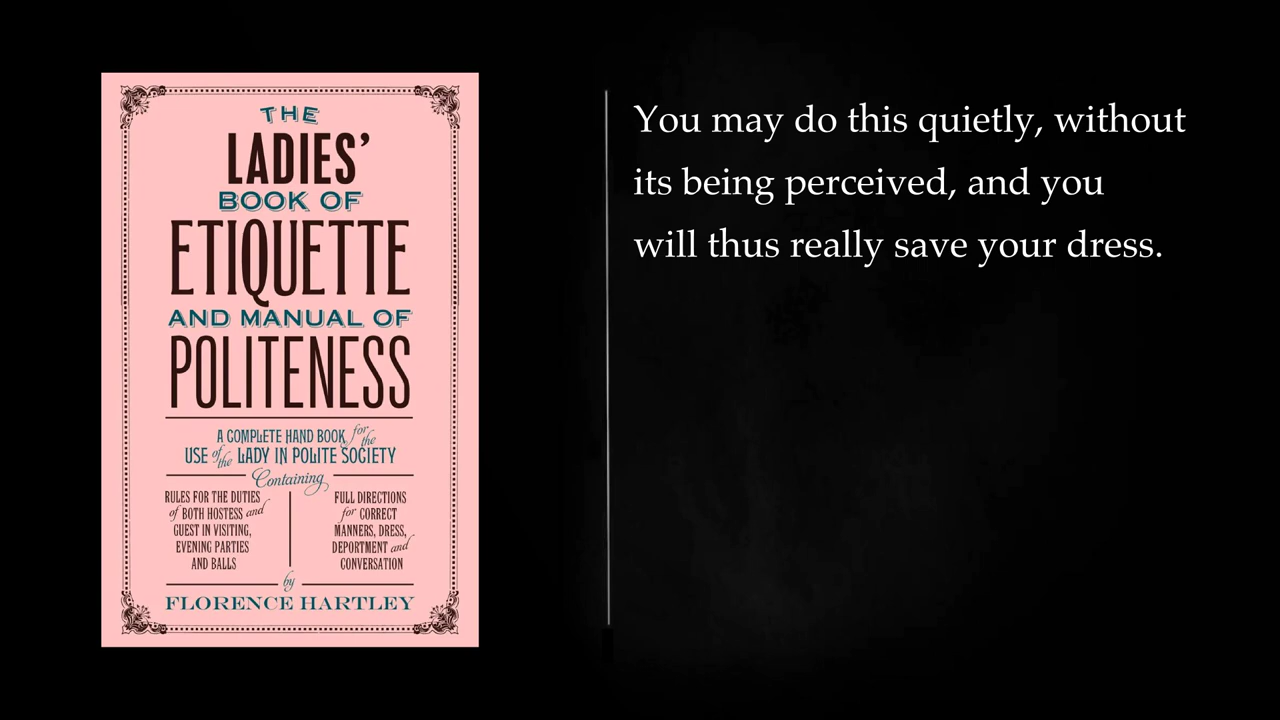 THE
LADIES'
BOOK OF
ETIQUETTE
AND MANUAL OF
POLITENESS
A COMPLETE HAND BOOK for the
USE of the LADY IN POLITE SOCIETY
Containing
RULES FOR THE DUTIES
of BOTH HOSTESS and
GUEST IN VISITING,
EVENING PARTIES
AND BALLS
FULL DIRECTIONS
for CORRECT
MANNERS, DRESS,
DEPORTMENT and
CONVERSATION
by
FLORENCE HARTLEY
You may do this quietly, without
its being perceived, and you
will thus really save your dress.